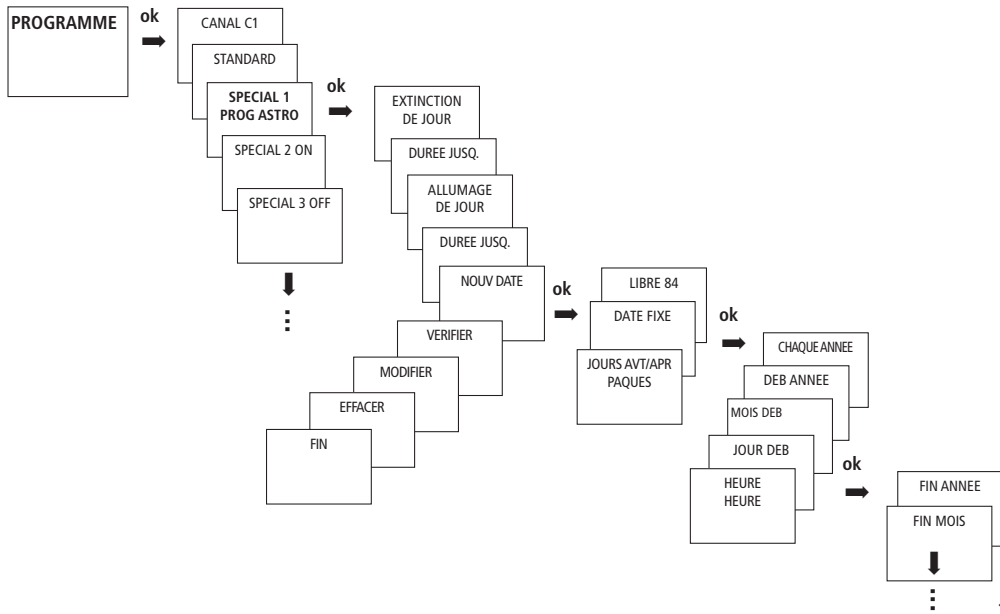 PROGRAMME
ok
CANAL C1
STANDARD
SPECIAL 1
PROG ASTRO
SPECIAL 2 ON
SPECIAL 3 OFF
ok
EXTINCTION
DE JOUR
DUREE JUSQ.
ALLUMAGE
DE JOUR
DUREE JUSQ.
NOUV DATE
VERIFIER
MODIFIER
EFFACER
FIN
ok
LIBRE 84
DATE FIXE
JOURS AVT/APR
PAQUES
ok
CHAQUE ANNEE
DEB ANNEE
MOIS DEB
JOUR DEB
HEURE
HEURE
ok
FIN ANNEE
FIN MOIS